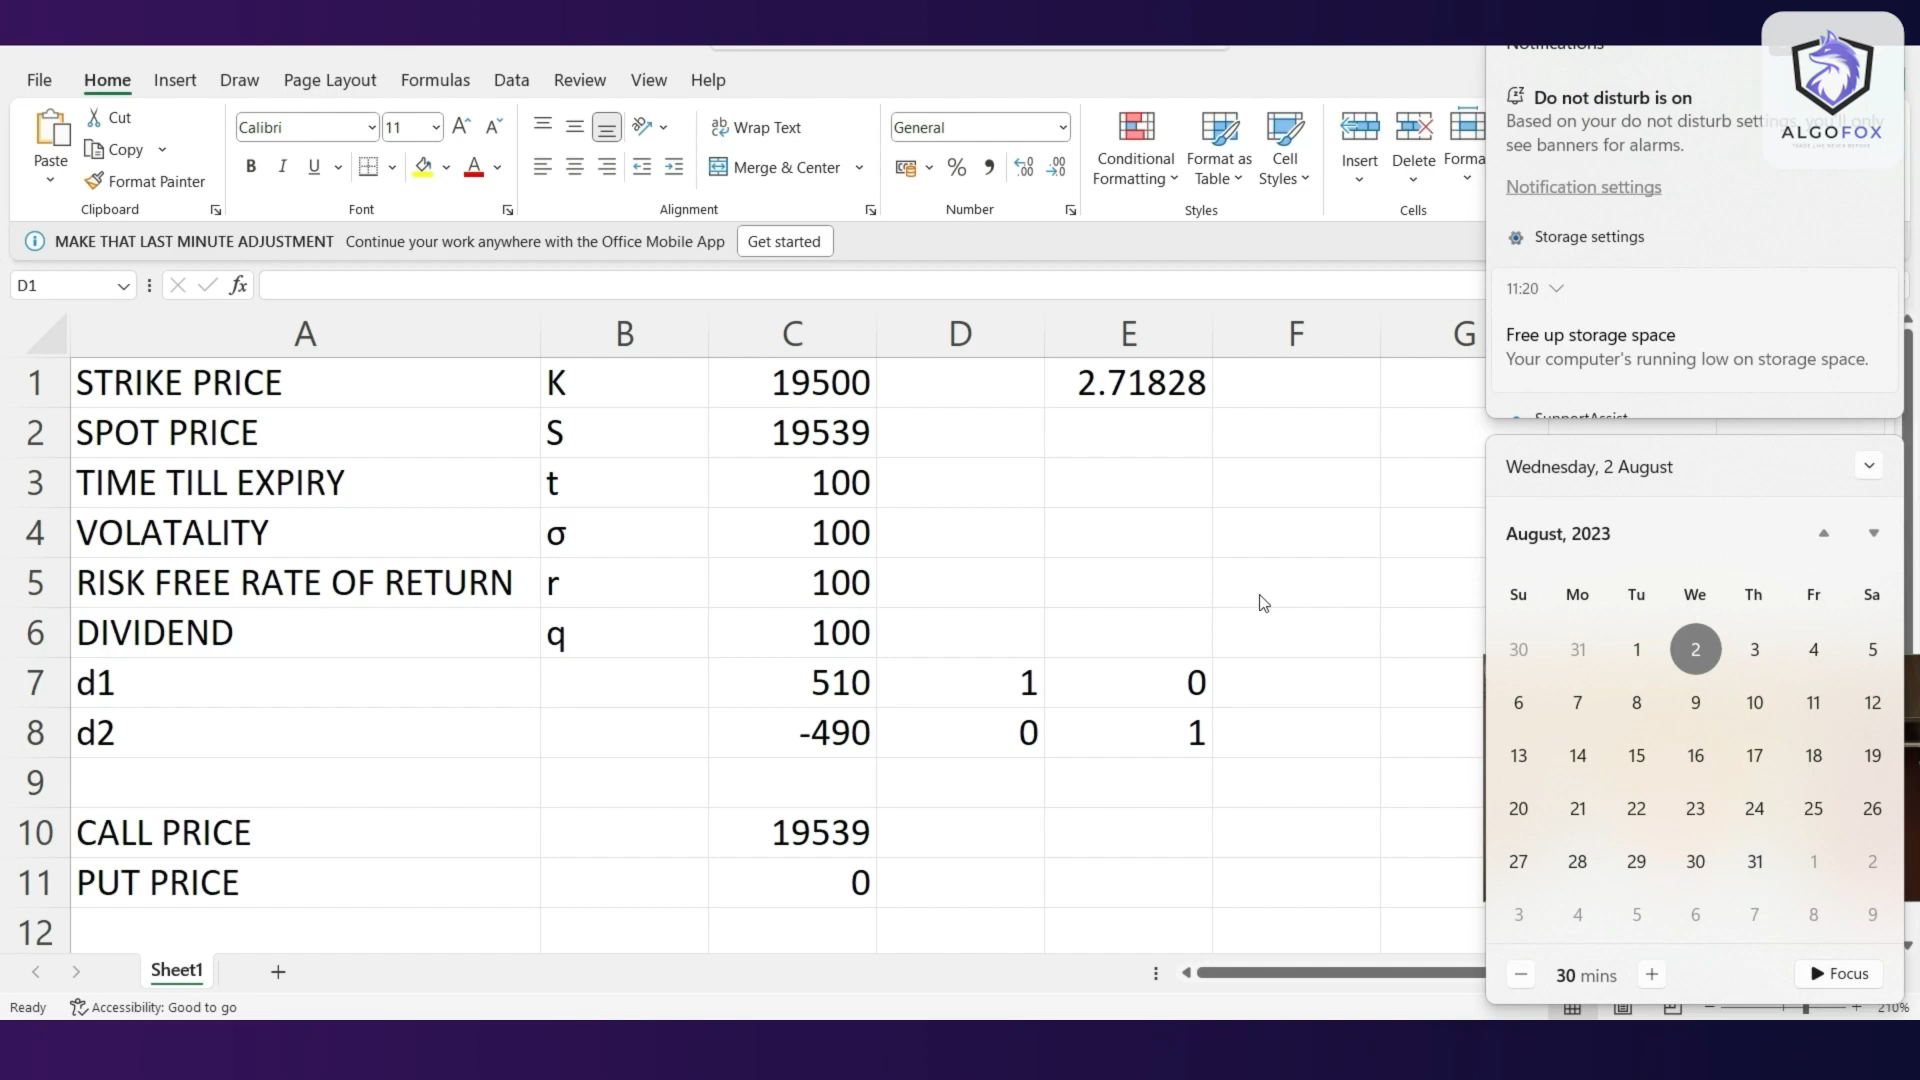 File Home Insert Draw Page Layout Formulas Data Review View Help
Paste
Cut
Copy
Format Painter
Clipboard
Calibri 11
B I U
Font
Wrap Text
Merge & Center
Alignment
General
Number
Conditional Formatting
Format as Table
Cell Styles
Styles
Insert Delete Forma
Cells
MAKE THAT LAST MINUTE ADJUSTMENT Continue your work anywhere with the Office Mobile App Get started
D1 fx
A B C D E F G
1 STRIKE PRICE K 19500 2.71828
2 SPOT PRICE S 19539
3 TIME TILL EXPIRY t 100
4 VOLATALITY σ 100
5 RISK FREE RATE OF RETURN r 100
6 DIVIDEND q 100
7 d1 510 1 0
8 d2 -490 0 1
9
10 CALL PRICE 19539
11 PUT PRICE 0
12
Sheet1
Ready Accessibility: Good to go
210%
Notifications
Do not disturb is on
Based on your do not disturb settings, you'll only
see banners for alarms.
Notification settings
Storage settings
11:20
Free up storage space
Your computer's running low on storage space.
SupportAssist
ALGOFOX
Wednesday, 2 August
August, 2023
Su Mo Tu We Th Fr Sa
30 31 1 2 3 4 5
6 7 8 9 10 11 12
13 14 15 16 17 18 19
20 21 22 23 24 25 26
27 28 29 30 31 1 2
3 4 5 6 7 8 9
30 mins
Focus